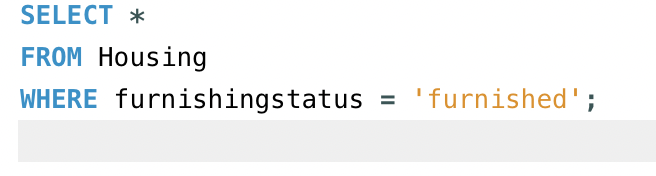 SELECT *
FROM Housing
WHERE furnishingstatus = 'furnished';